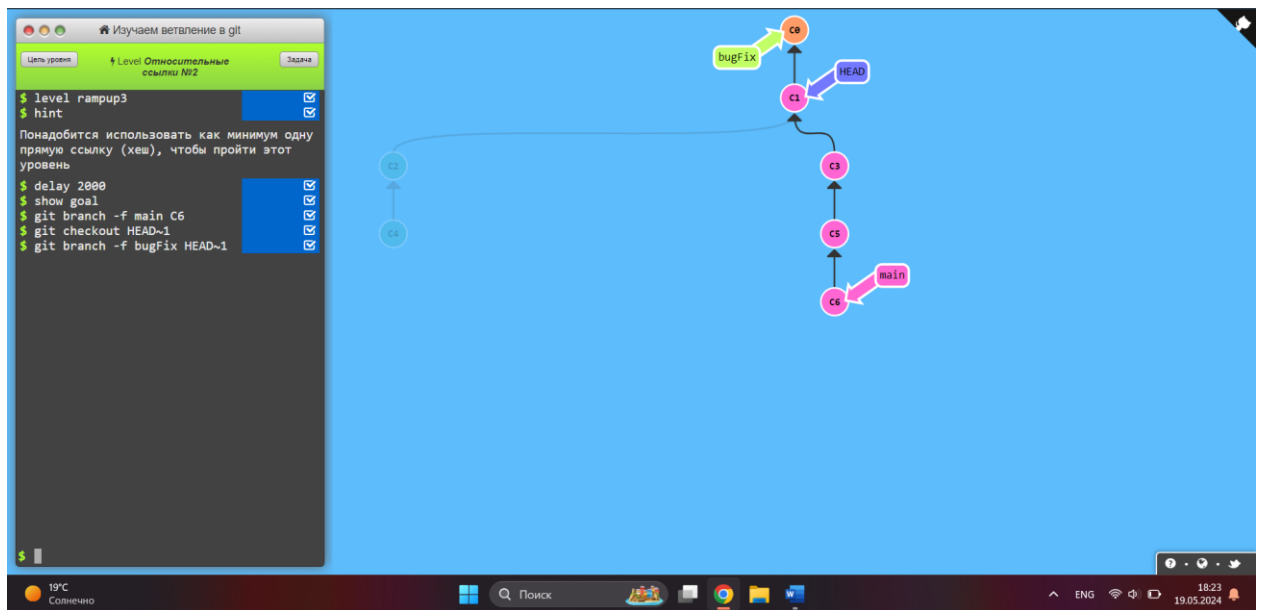 Изучаем ветвление в git
Цель уровня
Level Относительные
ссылки №2
Задача
$ level rampup3
$ hint
Понадобится использовать как минимум одну
прямую ссылку (хеш), чтобы пройти этот
уровень
$ delay 2000
$ show goal
$ git branch -f main C6
$ git checkout HEAD~1
$ git branch -f bugFix HEAD~1
$
C0
bugFix
HEAD
C1
C2
C3
C4
C5
main
C6
19°C
Солнечно
Поиск
ENG
18:23
19.05.2024